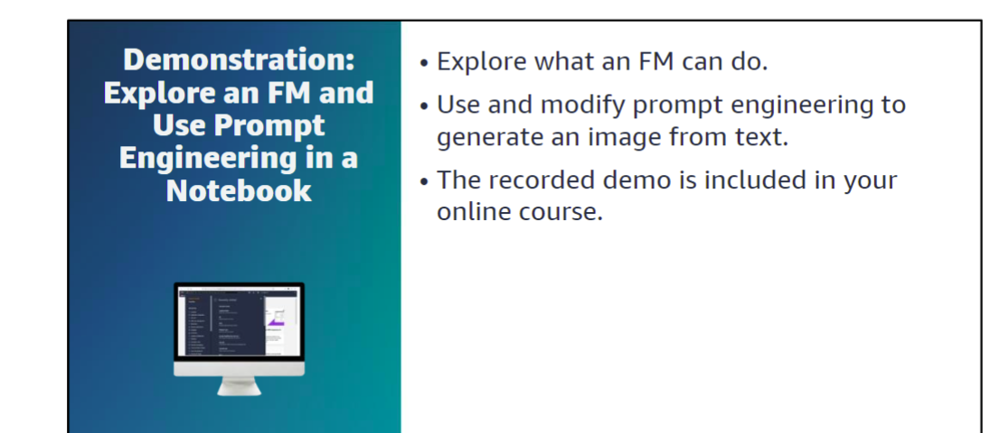 Demonstration:
Explore an FM and
Use Prompt
Engineering in a
Notebook
• Explore what an FM can do.
• Use and modify prompt engineering to
generate an image from text.
• The recorded demo is included in your
online course.